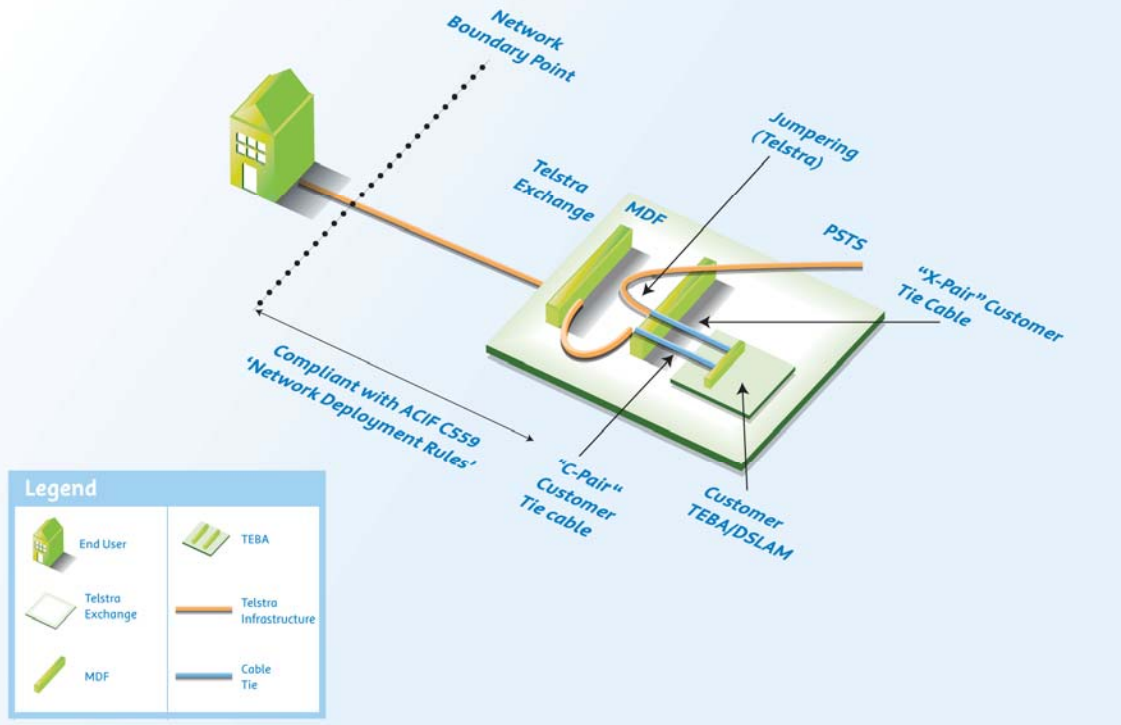 Network
Boundary Point
Jumpering
(Telstra)
Telstra
Exchange
MDF
PSTS
"X-Pair" Customer
Tie Cable
Compliant with ACIF C559
'Network Deployment Rules'
"C-Pair"
Customer
Tie cable
Customer
TEBA/DSLAM
Legend
End User
TEBA
Telstra
Exchange
Telstra
Infrastructure
MDF
Cable
Tie